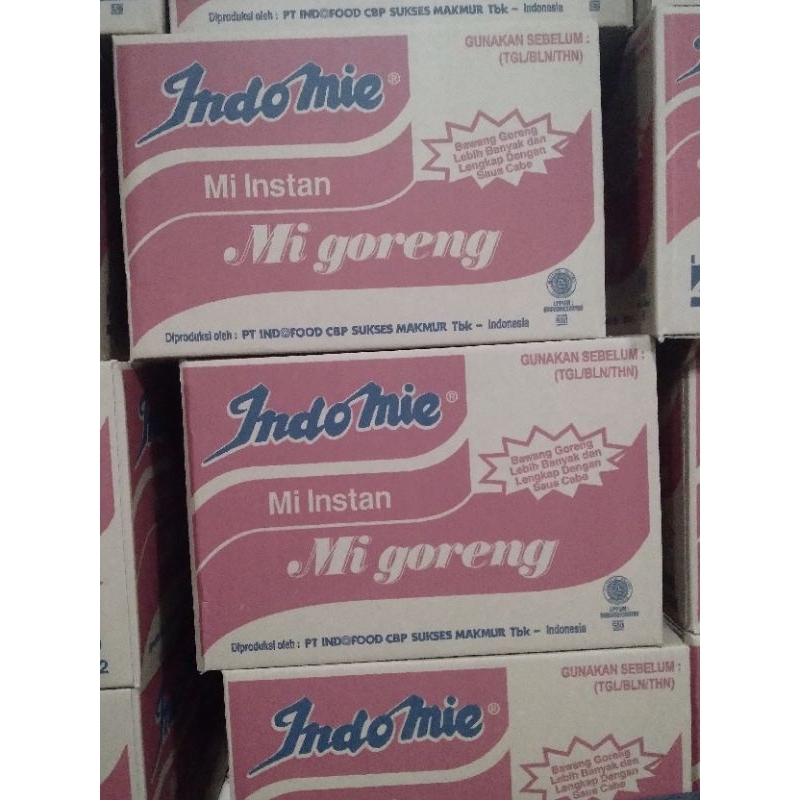 Diproduksi oleh : PT INDOFOOD CBP SUKSES MAKMUR Tbk - Indonesia
Indomie®
GUNAKAN SEBELUM :
(TGL/BLN/THN)
Bawang Goreng
Lebih Banyak dan
Lengkap Dengan
Saus Cabe
Mi Instan
Mi goreng
Diproduksi oleh : PT INDOFOOD CBP SUKSES MAKMUR Tbk – Indonesia
Indomie®
GUNAKAN SEBELUM :
(TGL/BLN/THN)
Bawang Goreng
Lebih Banyak dan
Lengkap Dengan
Saus Cabe
Mi Instan
Mi goreng
Diproduksi oleh : PT INDOFOOD CBP SUKSES MAKMUR Tbk – Indonesia
2
Indomie®
GUNAKAN SEBELUM :
(TGL/BLN/THN)
Bawang Goreng
Lebih Banyak dan
Lengkap Dengan
Saus Cabe